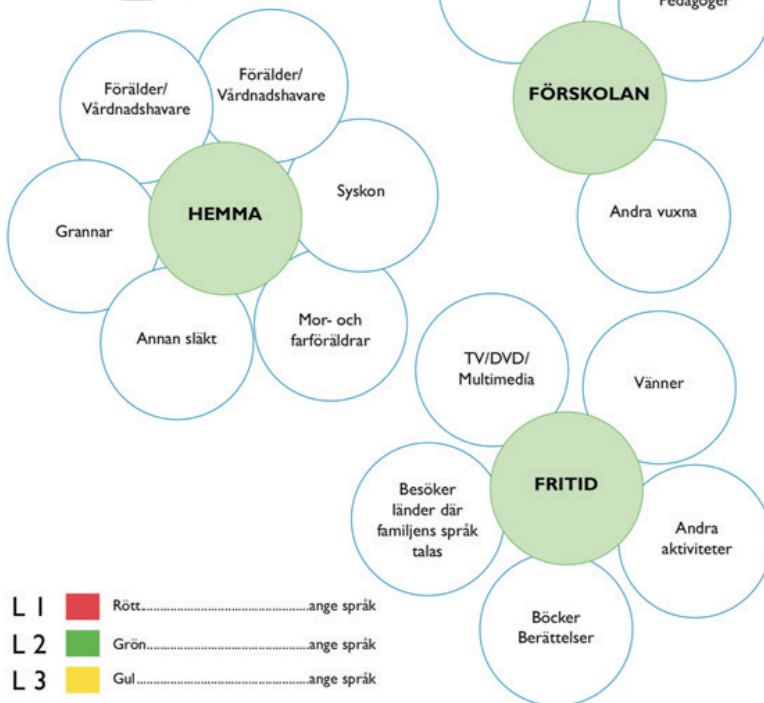 Pedagoger
FÖRSKOLAN
Andra vuxna
Förälder/
Vårdnadshavare
Förälder/
Vårdnadshavare
Syskon
HEMMA
Grannar
Annan släkt
Mor- och
farföräldrar
TV/DVD/
Multimedia
Vänner
FRITID
Besöker
länder där
familjens språk
talas
Andra
aktiviteter
Böcker
Berättelser
L 1 Rött..................................................ange språk
L 2 Grön.................................................ange språk
L 3 Gul...................................................ange språk